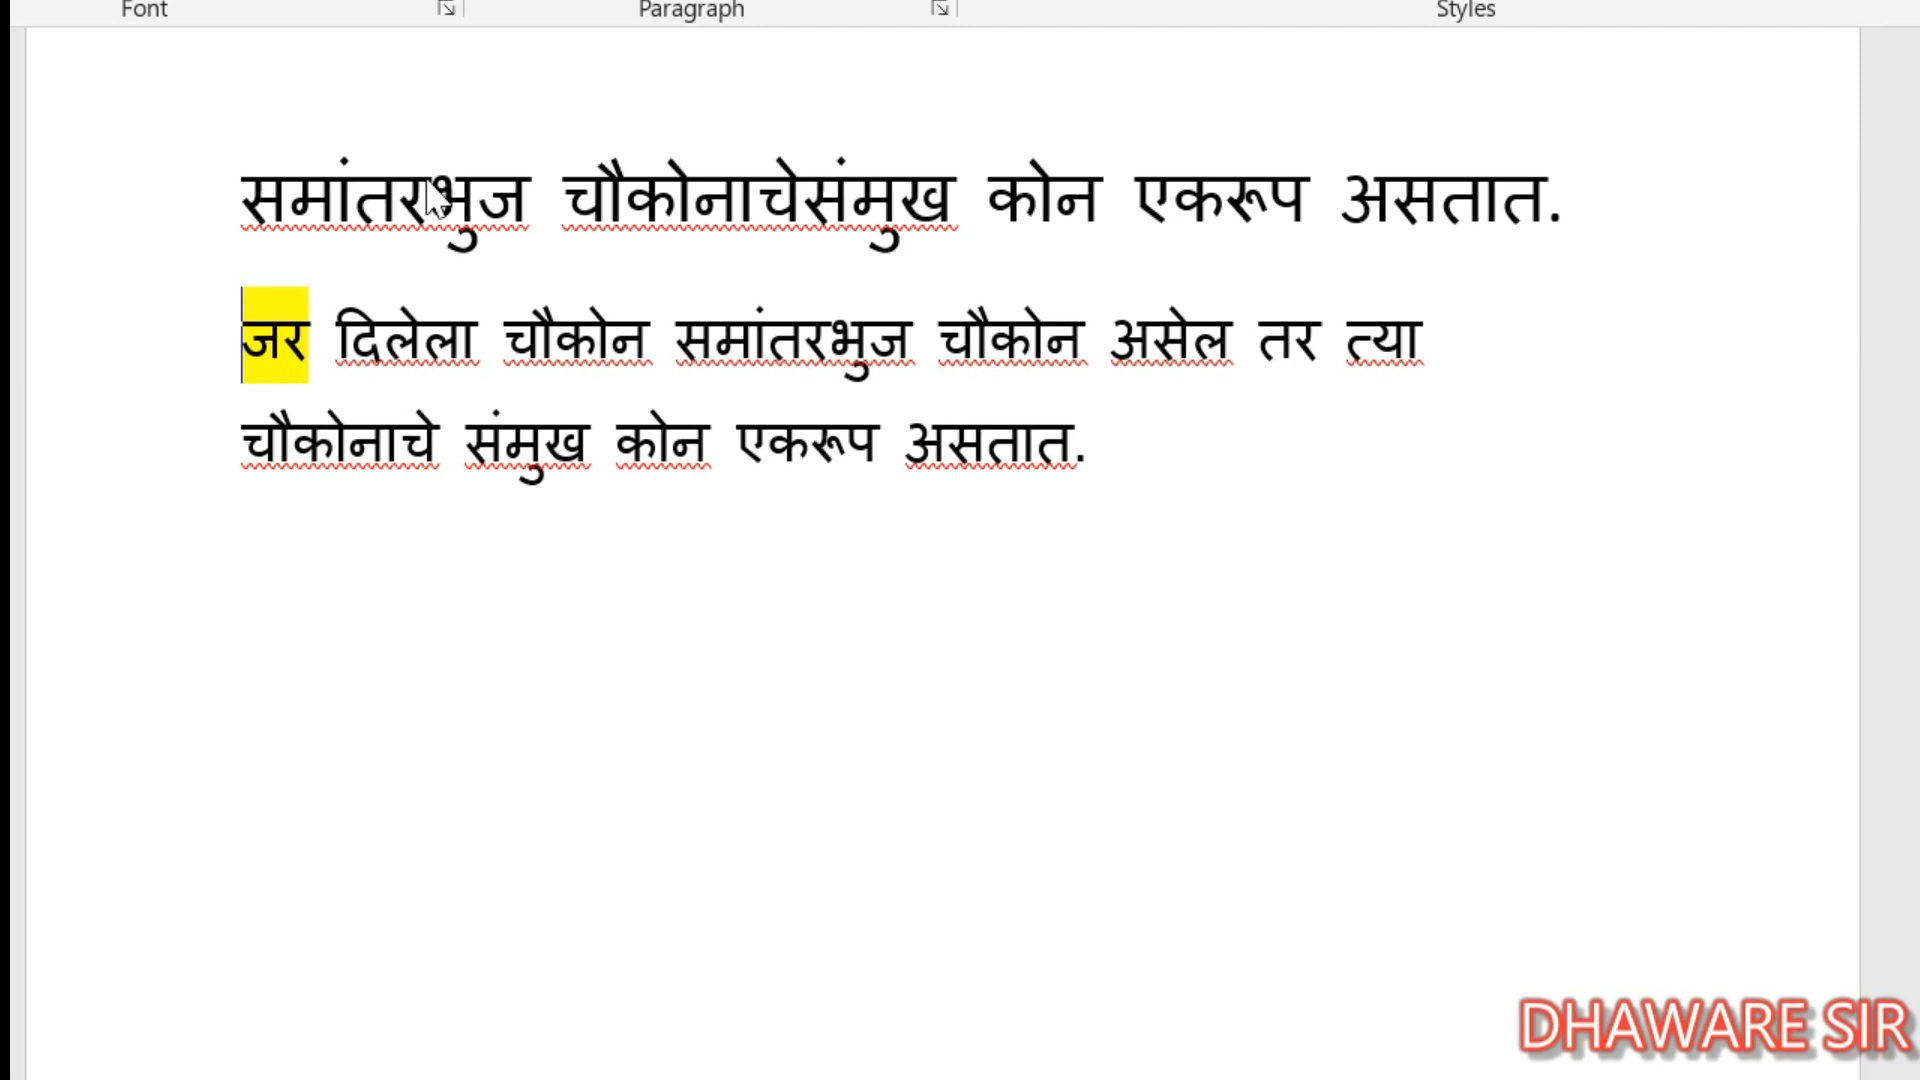 Font Paragraph Styles
समांतरभुज चौकोनाचेसंमुख कोन एकरूप असतात.
जर दिलेला चौकोन समांतरभुज चौकोन असेल तर त्या
चौकोनाचे संमुख कोन एकरूप असतात.
DHAWARE SIR